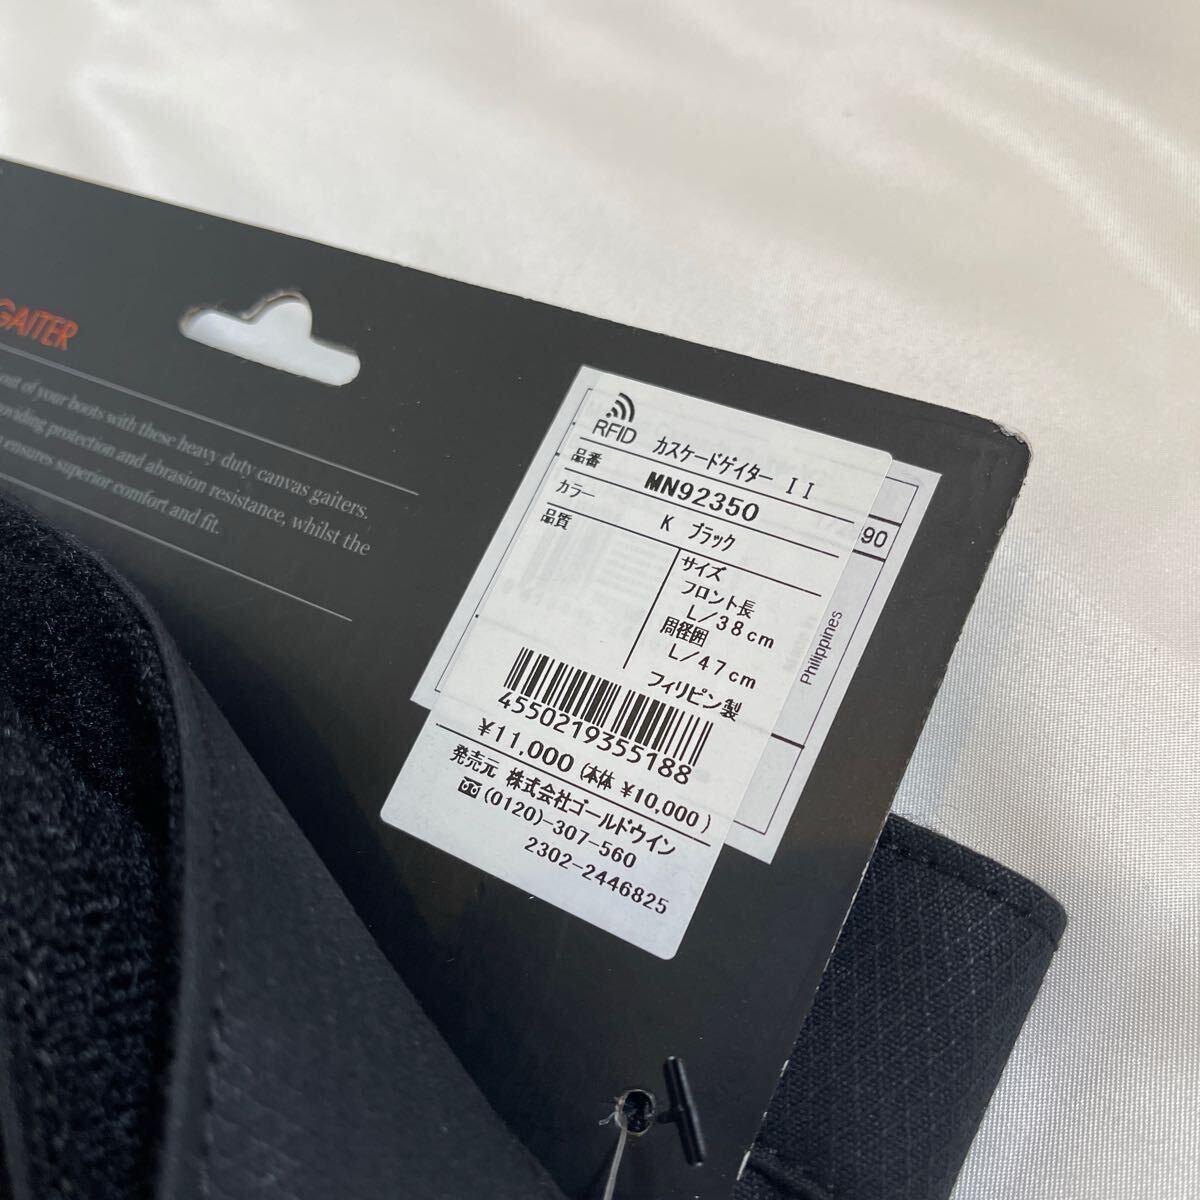 GAITER
out of your boots with these heavy duty canvas gaiters.
providing protection and abrasion resistance, whilst the
ensures superior comfort and fit.
RFID
カスケードゲイター II
品番
MN92350
カラー
K ブラック
品質
サイズ
フロント長
L/38cm
周径囲
L/47cm
フィリピン製
4550219355188
¥11,000 (本体 ¥10,000)
発売元 株式会社ゴールドウイン
(0120)-307-560
2302-2446825
90
Philippines